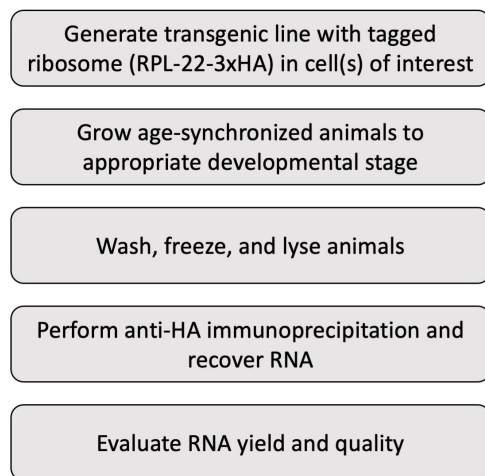 Generate transgenic line with tagged
ribosome (RPL-22-3xHA) in cell(s) of interest
Grow age-synchronized animals to
appropriate developmental stage
Wash, freeze, and lyse animals
Perform anti-HA immunoprecipitation and
recover RNA
Evaluate RNA yield and quality